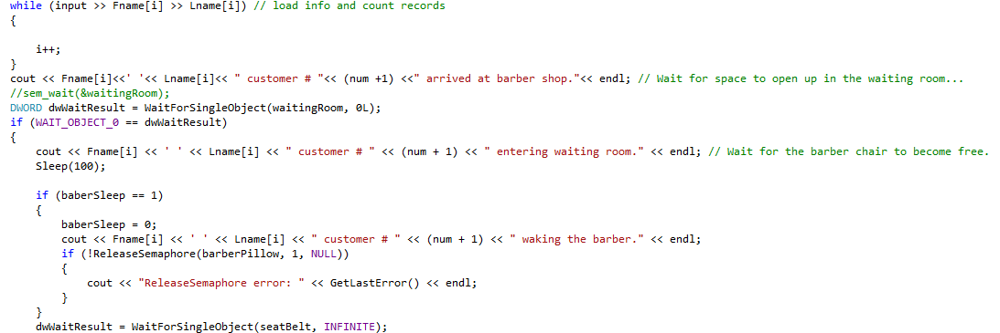 while (input >> Fname[i] >> Lname[i]) // load info and count records
{
i++;
}
cout << Fname[i]<<' '<< Lname[i]<< " customer # "<< (num +1) <<" arrived at barber shop."<< endl; // Wait for space to open up in the waiting room...
//sem_wait(&waitingRoom);
DWORD dwWaitResult = WaitForSingleObject(waitingRoom, 0L);
if (WAIT_OBJECT_0 == dwWaitResult)
{
cout << Fname[i] << ' ' << Lname[i] << " customer # " << (num + 1) << " entering waiting room." << endl; // Wait for the barber chair to become free.
Sleep(100);
if (baberSleep == 1)
{
baberSleep = 0;
cout << Fname[i] << ' ' << Lname[i] << " customer # " << (num + 1) << " waking the barber." << endl;
if (!ReleaseSemaphore(barberPillow, 1, NULL))
{
cout << "ReleaseSemaphore error: " << GetLastError() << endl;
}
}
dwWaitResult = WaitForSingleObject(seatBelt, INFINITE);